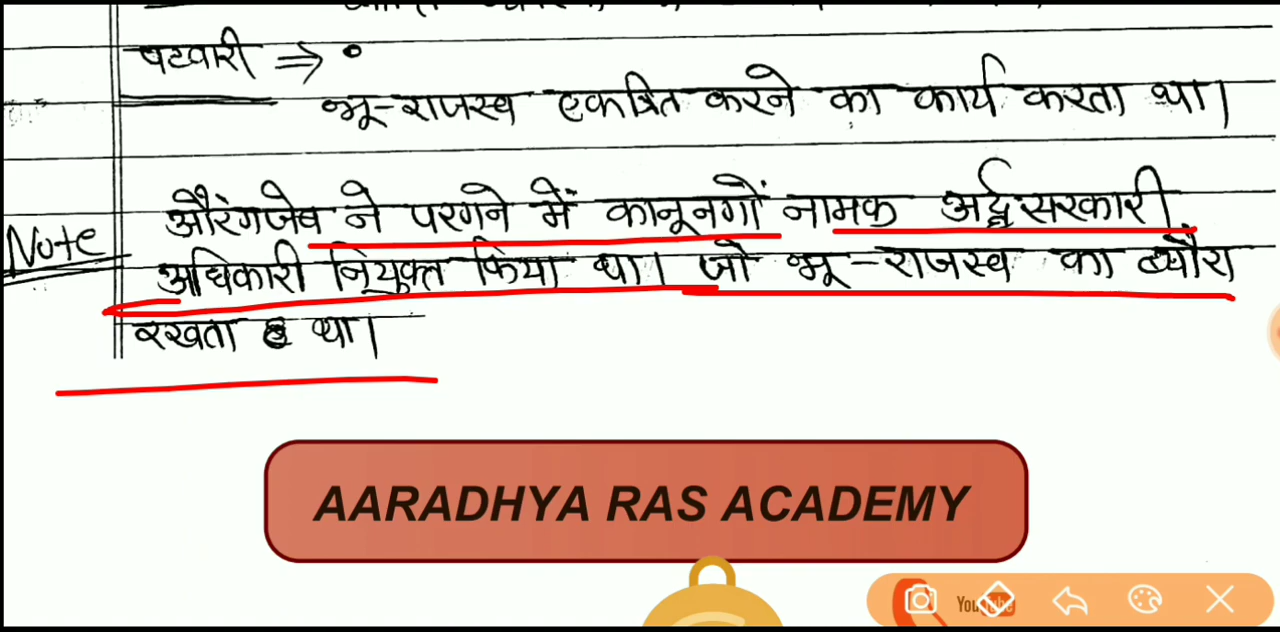 पटवारी ⇒ •
भू-राजस्व एकत्रित करने का कार्य करता था।
औरंगजेब ने परगने में कानूनगों नामक अर्द्धसरकारी
Note
अधिकारी नियुक्त किया था। जो भू-राजस्व का ब्यौरा
रखता था।
AARADHYA RAS ACADEMY
YouTube